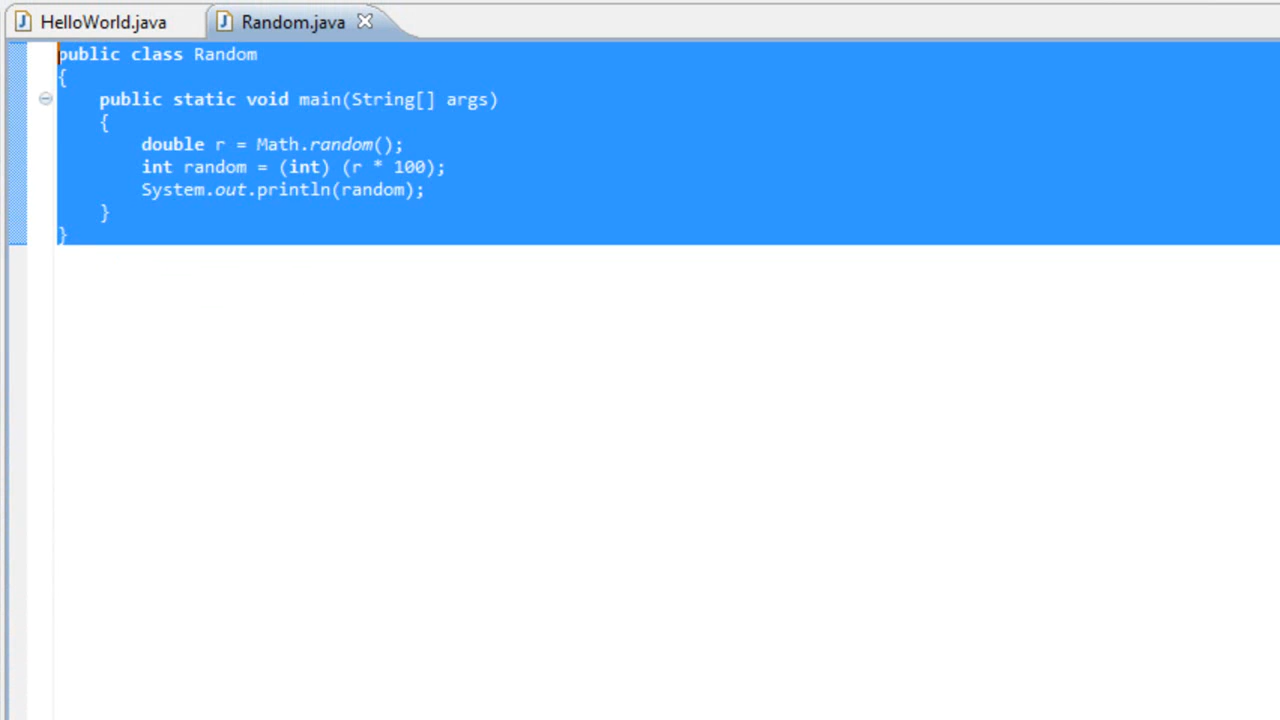 HelloWorld.java
Random.java
public class Random
{
    public static void main(String[] args)
    {
        double r = Math.random();
        int random = (int) (r * 100);
        System.out.println(random);
    }
}